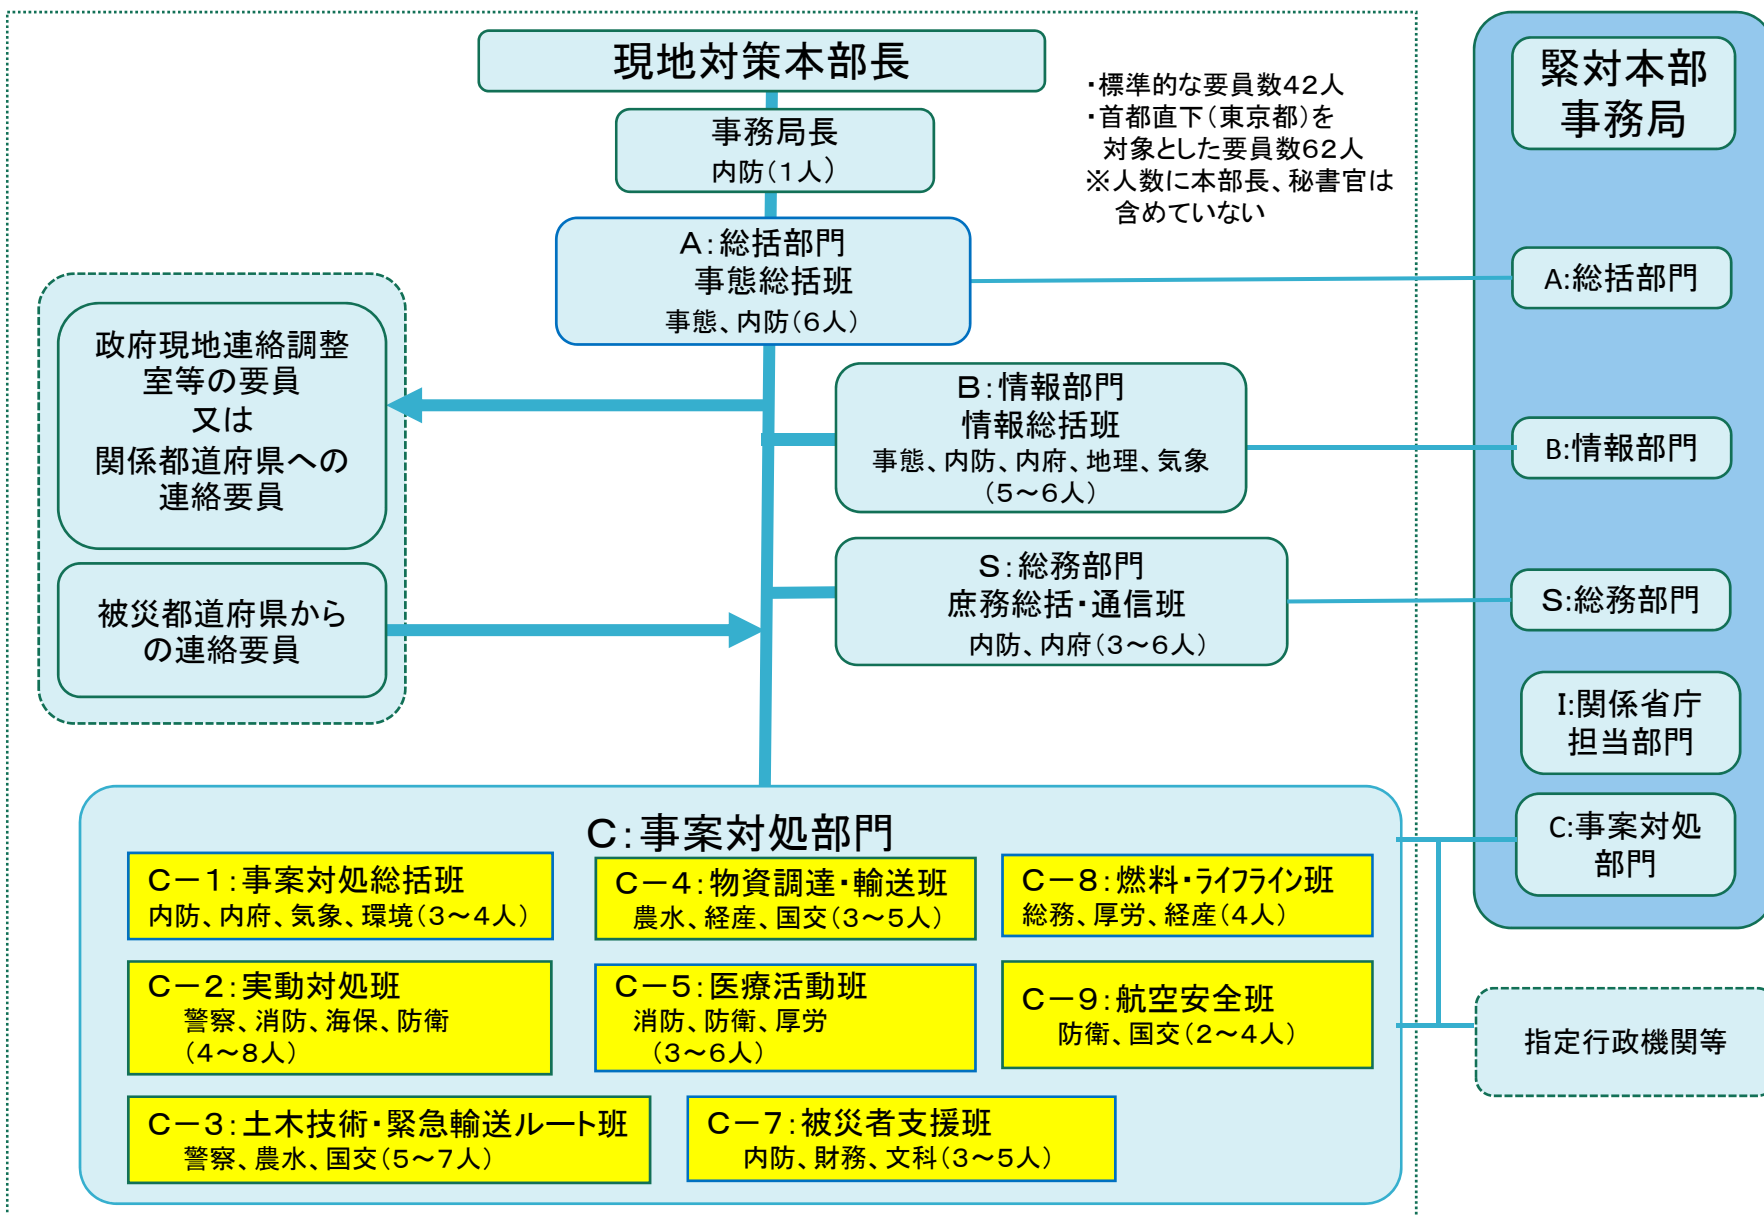 現地対策本部長
事務局長
内防(1人)
・標準的な要員数42人
・首都直下(東京都)を
対象とした要員数62人
※人数に本部長、秘書官は
含めていない
A:総括部門
事態総括班
事態、内防(6人)
政府現地連絡調整
室等の要員
又は
関係都道府県への
連絡要員
被災都道府県から
の連絡要員
B:情報部門
情報総括班
事態、内防、内府、地理、気象
(5~6人)
S:総務部門
庶務総括・通信班
内防、内府(3~6人)
C:事案対処部門
C-1:事案対処総括班
内防、内府、気象、環境(3~4人)
C-4:物資調達・輸送班
農水、経産、国交(3~5人)
C-8:燃料・ライフライン班
総務、厚労、経産(4人)
C-2:実動対処班
警察、消防、海保、防衛
(4~8人)
C-5:医療活動班
消防、防衛、厚労
(3~6人)
C-9:航空安全班
防衛、国交(2~4人)
C-3:土木技術・緊急輸送ルート班
警察、農水、国交(5~7人)
C-7:被災者支援班
内防、財務、文科(3~5人)
緊対本部
事務局
A:総括部門
B:情報部門
S:総務部門
I:関係省庁
担当部門
C:事案対処
部門
指定行政機関等